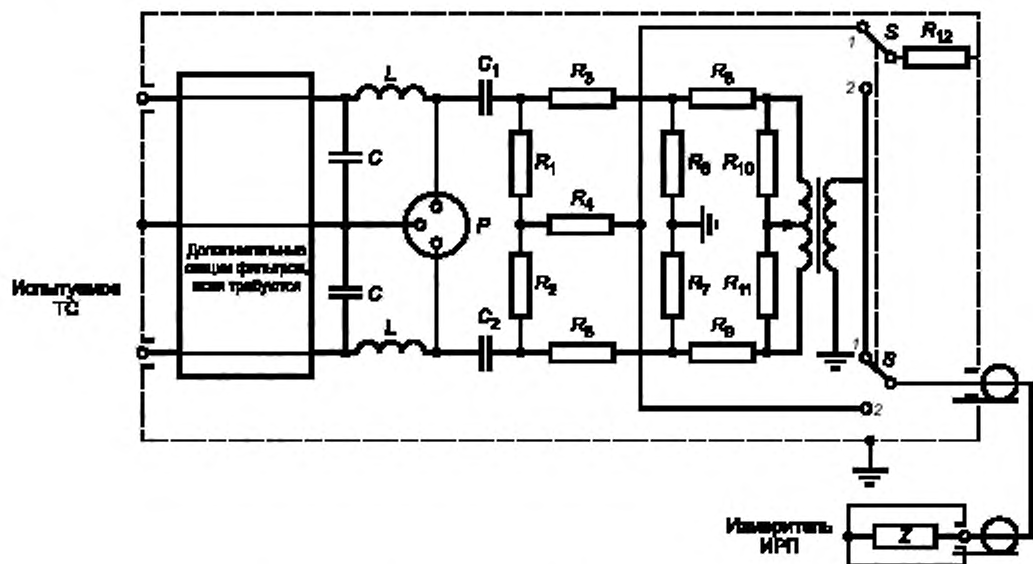 1
S
R12
L
C1
R5
R8
2
C
R1
R6
R10
R4
P
Дополнительные
секции фильтров,
если требуются
Испытуемое
ТС
C
R2
R7
R11
L
C2
R9
1
S
2
Измеритель
ИРП
Z